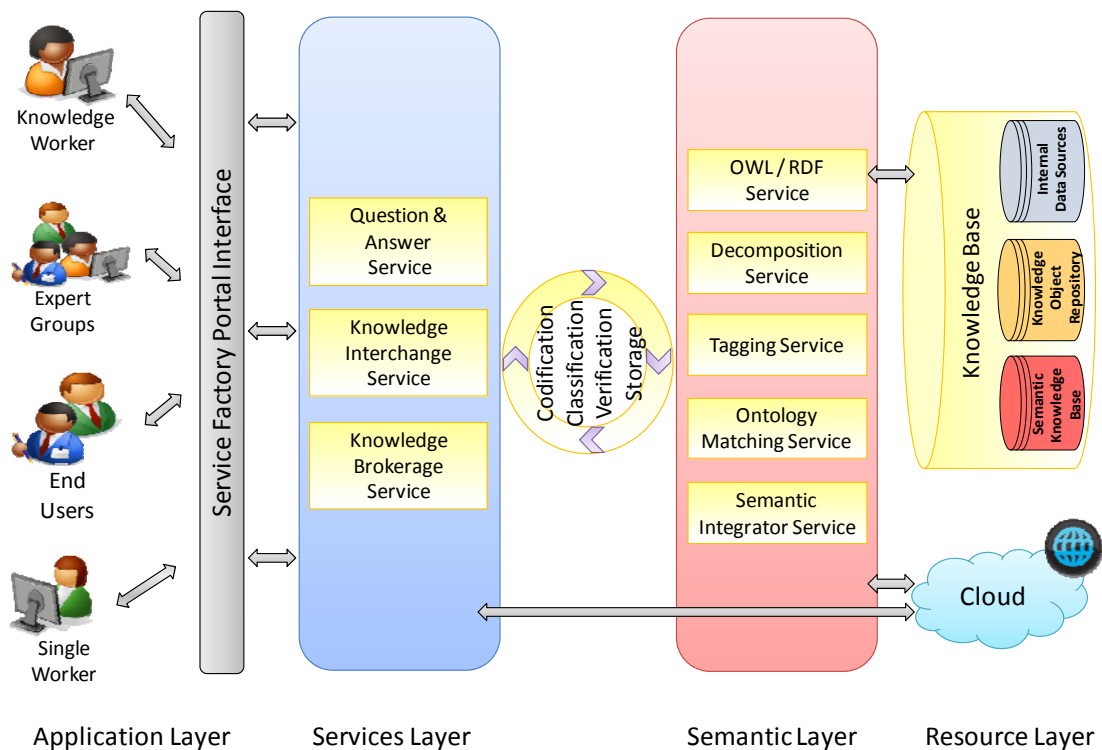 Knowledge
Worker
Expert
Groups
End
Users
Single
Worker
Service Factory Portal Interface
Question &
Answer
Service
Knowledge
Interchange
Service
Knowledge
Brokerage
Service
Codification
Classification
Verification
Storage
OWL / RDF
Service
Decomposition
Service
Tagging Service
Ontology
Matching Service
Semantic
Integrator Service
Knowledge Base
Internal
Data Sources
Knowledge
Object
Repository
Semantic
Knowledge
Base
Cloud
Application Layer
Services Layer
Semantic Layer
Resource Layer